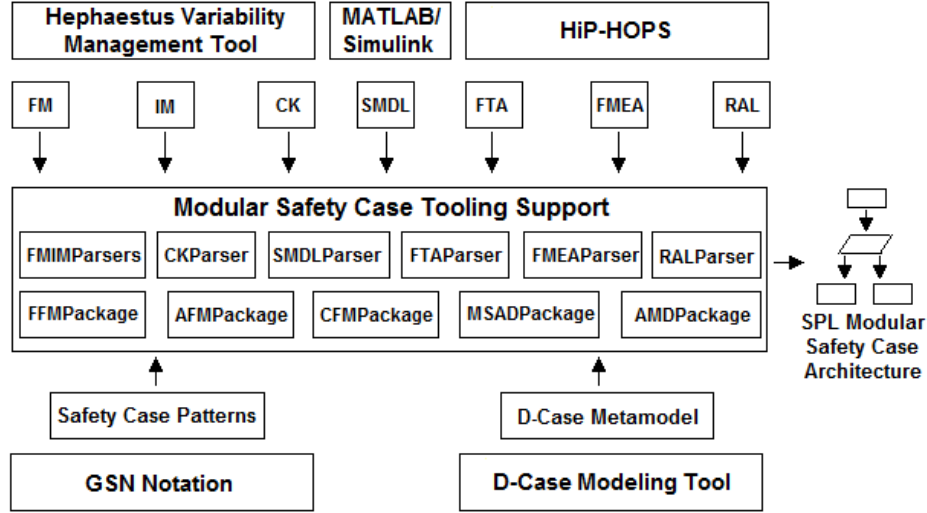 Hephaestus Variability
Management Tool
MATLAB/
Simulink
HiP-HOPS
FM
IM
CK
SMDL
FTA
FMEA
RAL
Modular Safety Case Tooling Support
FMIMParsers
CKParser
SMDLParser
FTAParser
FMEAParser
RALParser
FFMPackage
AFMPackage
CFMPackage
MSADPackage
AMDPackage
SPL Modular
Safety Case
Architecture
Safety Case Patterns
D-Case Metamodel
GSN Notation
D-Case Modeling Tool